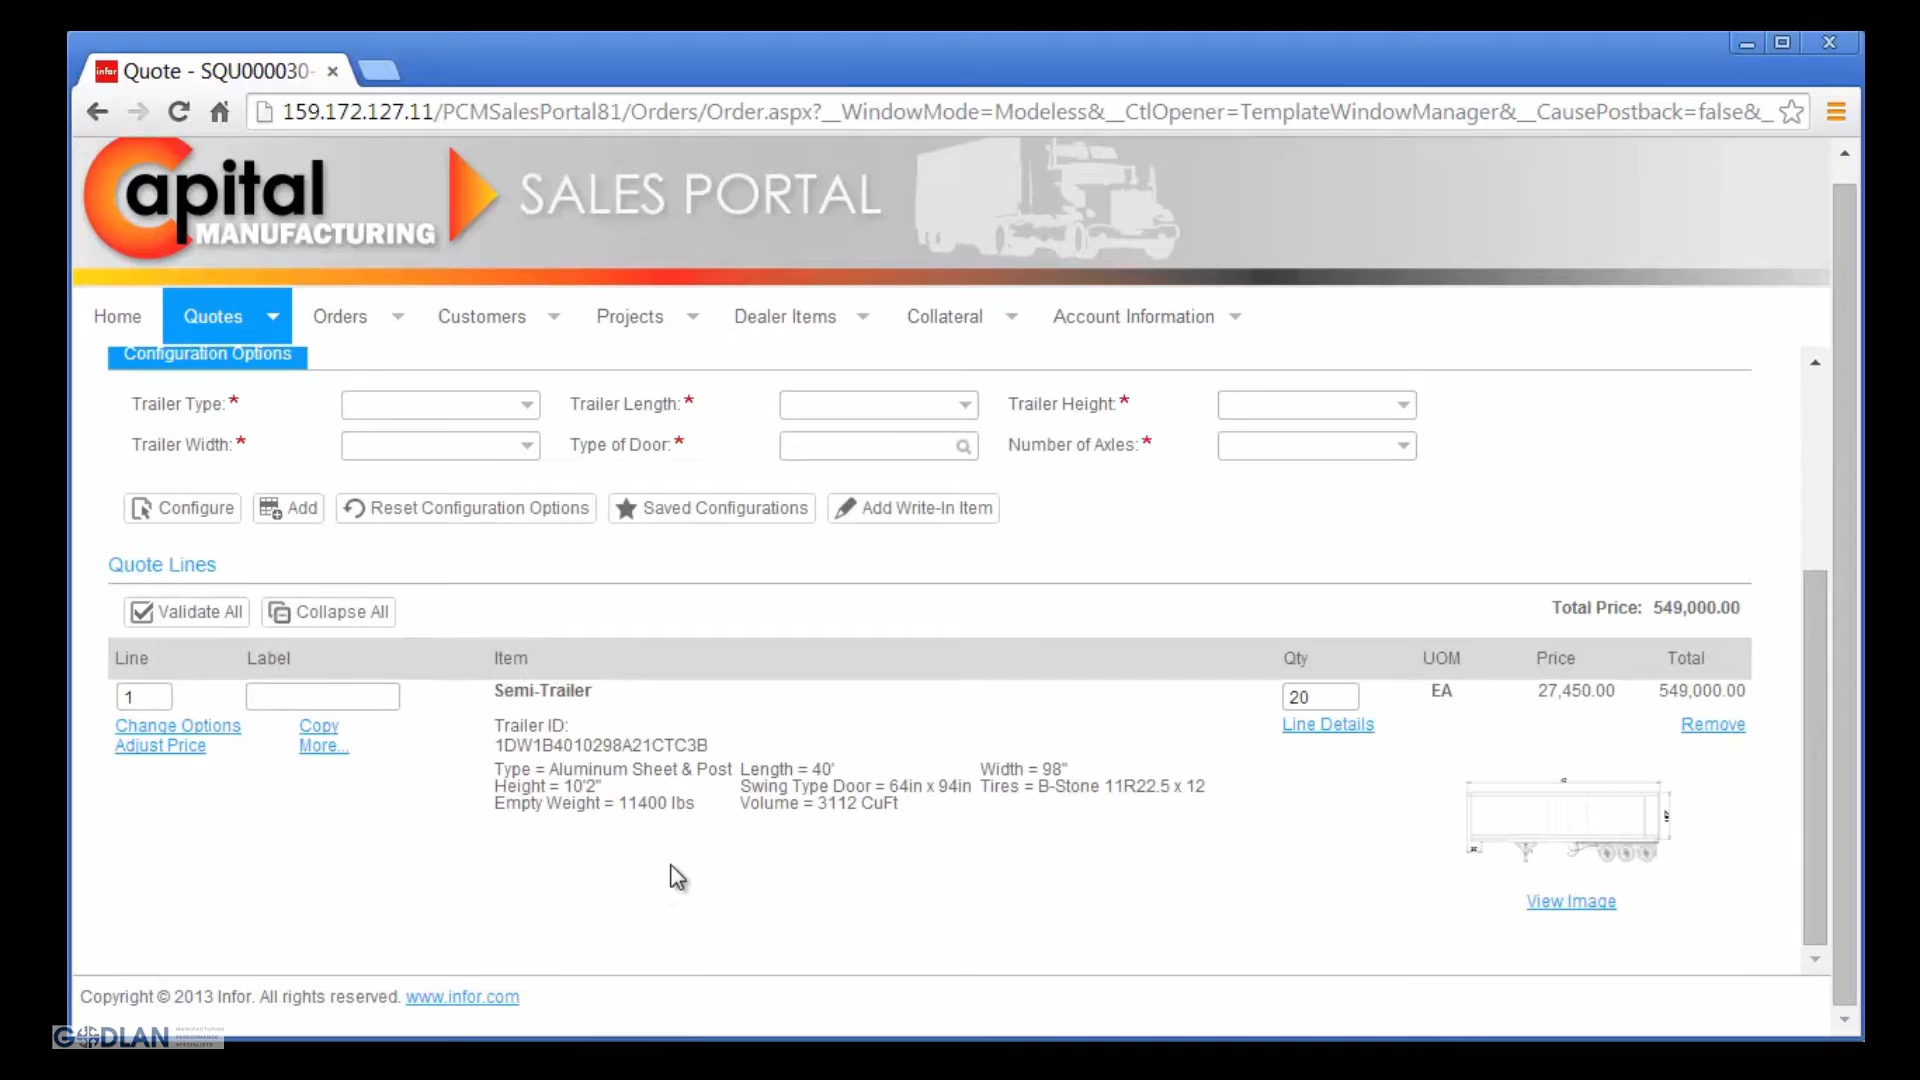 infor Quote - SQU000030-
159.172.127.11/PCMSalesPortal81/Orders/Order.aspx?__WindowMode=Modeless&__CtlOpener=TemplateWindowManager&__CausePostback=false&_
Capital MANUFACTURING SALES PORTAL
Home Quotes Orders Customers Projects Dealer Items Collateral Account Information
Configuration Options
Trailer Type:* Trailer Length:* Trailer Height:*
Trailer Width:* Type of Door:* Number of Axles:*
Configure Add Reset Configuration Options Saved Configurations Add Write-In Item
Quote Lines
Validate All Collapse All Total Price: 549,000.00
Line Label Item Qty UOM Price Total
1 Semi-Trailer 20 EA 27,450.00 549,000.00
Change Options Copy Trailer ID: Line Details Remove
Adjust Price More... 1DW1B4010298A21CTC3B
Type = Aluminum Sheet & Post Length = 40' Width = 98"
Height = 10'2" Swing Type Door = 64in x 94in Tires = B-Stone 11R22.5 x 12
Empty Weight = 11400 lbs Volume = 3112 CuFt
View Image
Copyright © 2013 Infor. All rights reserved. www.infor.com
GODLAN MANUFACTURING
PERFORMANCE
SPECIALISTS